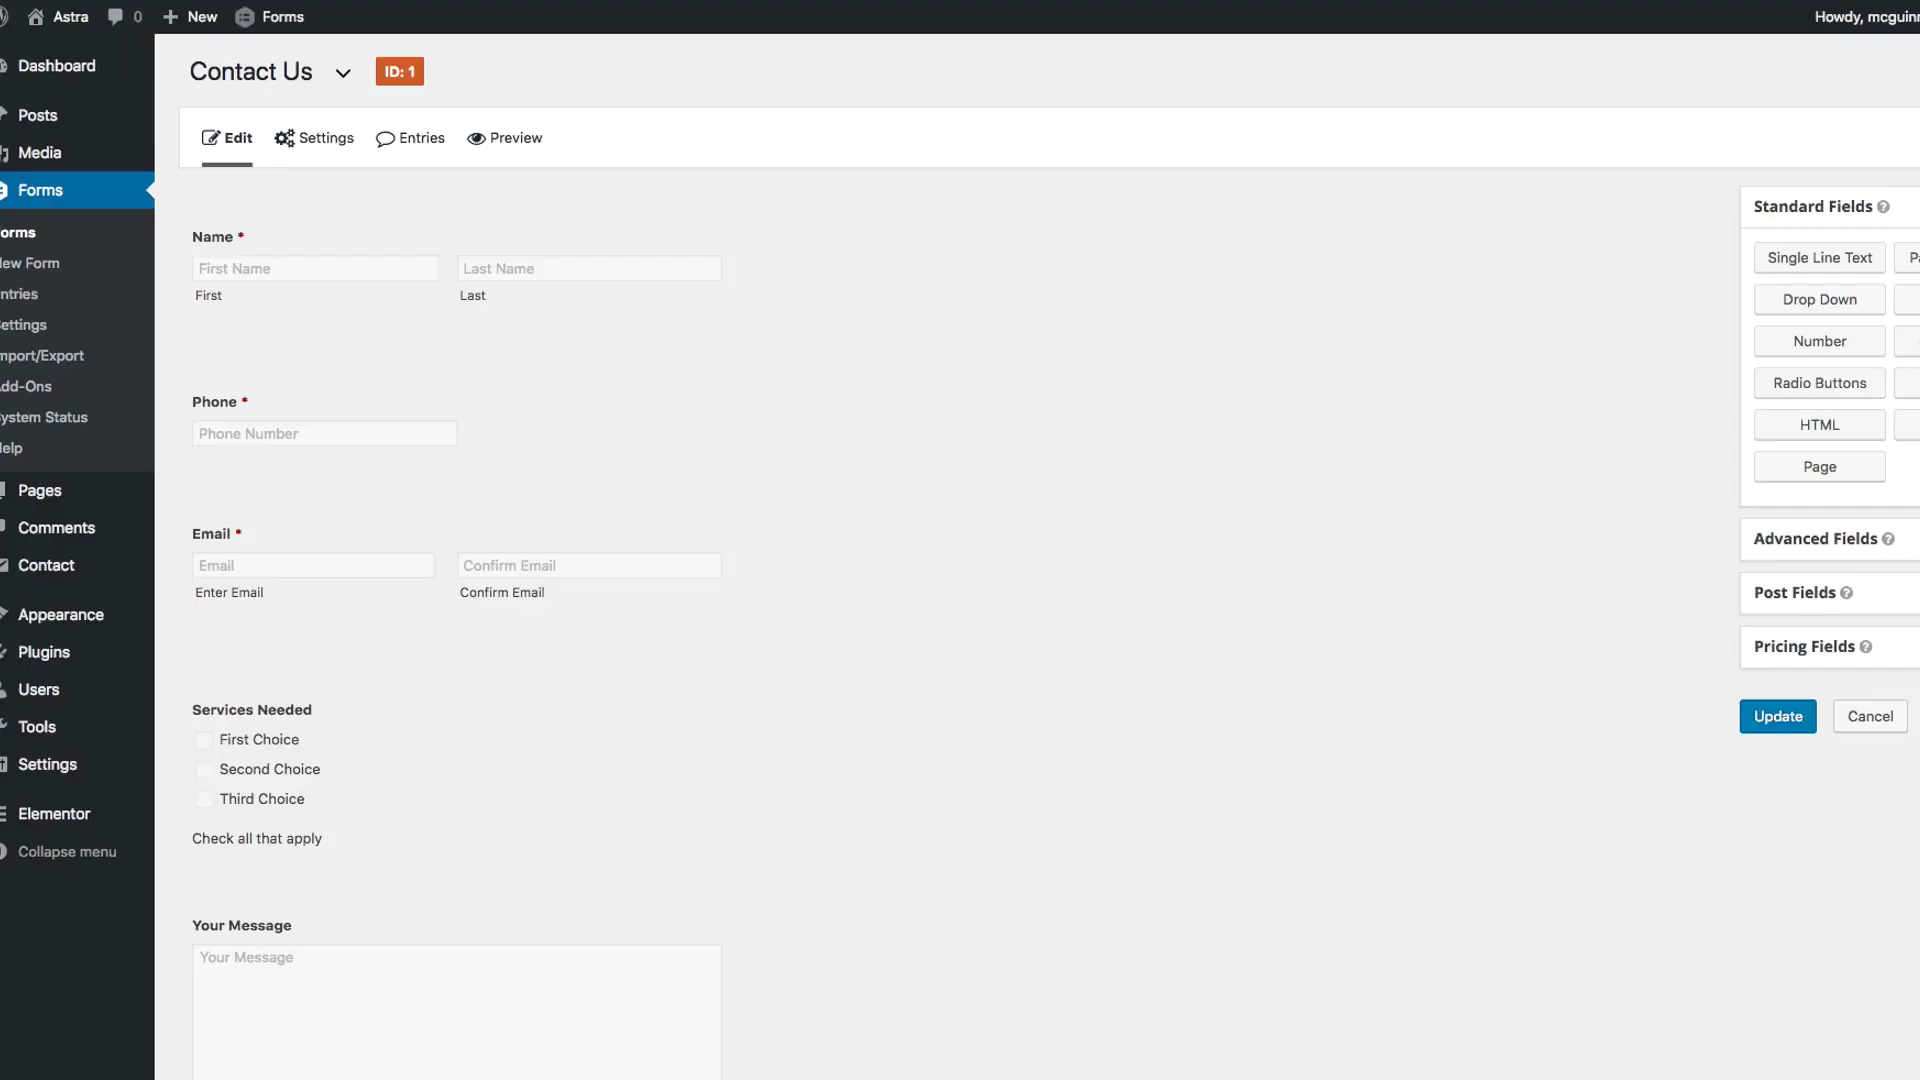 Astra 0 New Forms Howdy, mcguinn
Dashboard
Posts
Media
Forms
orms
ew Form
ntries
ettings
mport/Export
dd-Ons
ystem Status
elp
Pages
Comments
Contact
Appearance
Plugins
Users
Tools
Settings
Elementor
Collapse menu
Contact Us ID: 1
Edit Settings Entries Preview
Name *
First Name Last Name
First Last
Phone *
Phone Number
Email *
Email Confirm Email
Enter Email Confirm Email
Services Needed
First Choice
Second Choice
Third Choice
Check all that apply
Your Message
Your Message
Standard Fields
Single Line Text Pa
Drop Down
Number
Radio Buttons
HTML
Page
Advanced Fields
Post Fields
Pricing Fields
Update Cancel